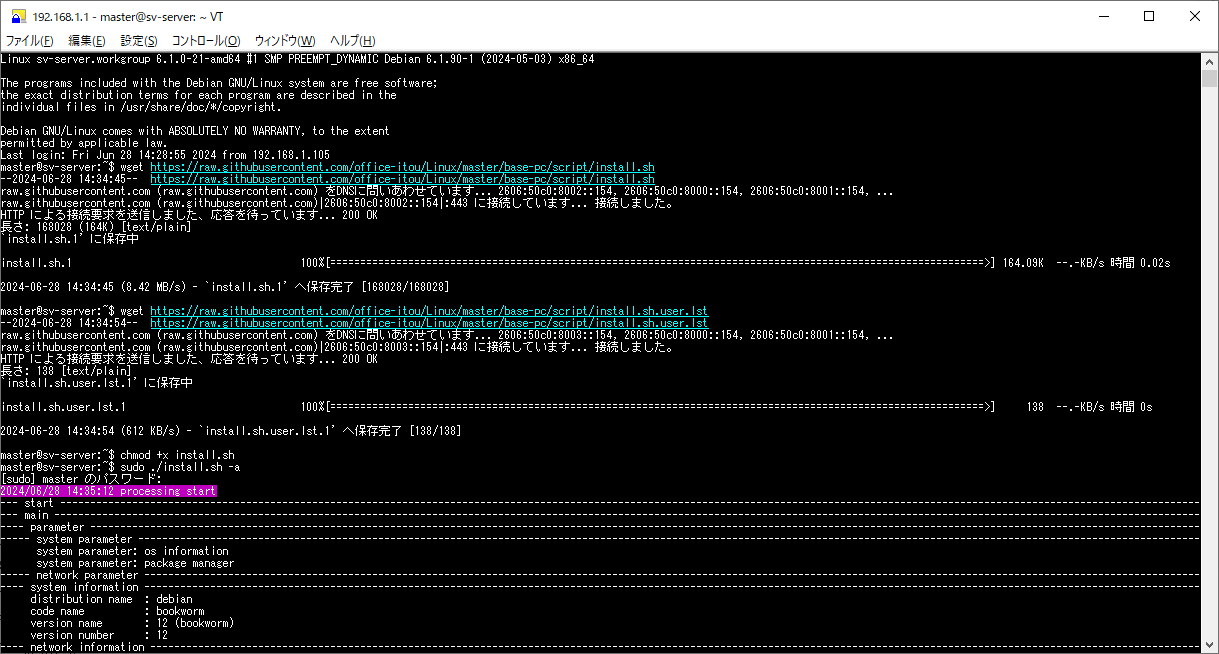 192.168.1.1 - master@sv-server: ~ VT
ファイル(F) 編集(E) 設定(S) コントロール(O) ウィンドウ(W) ヘルプ(H)
Linux sv-server.workgroup 6.1.0-21-amd64 #1 SMP PREEMPT_DYNAMIC Debian 6.1.90-1 (2024-05-03) x86_64
The programs included with the Debian GNU/Linux system are free software;
the exact distribution terms for each program are described in the
individual files in /usr/share/doc/*/copyright.
Debian GNU/Linux comes with ABSOLUTELY NO WARRANTY, to the extent
permitted by applicable law.
Last login: Fri Jun 28 14:28:55 2024 from 192.168.1.105
master@sv-server:~$ wget https://raw.githubusercontent.com/office-itou/Linux/master/base-pc/script/install.sh
--2024-06-28 14:34:45--  https://raw.githubusercontent.com/office-itou/Linux/master/base-pc/script/install.sh
raw.githubusercontent.com (raw.githubusercontent.com) をDNSに問いあわせています... 2606:50c0:8002::154, 2606:50c0:8000::154, 2606:50c0:8001::154, ...
raw.githubusercontent.com (raw.githubusercontent.com)|2606:50c0:8002::154|:443 に接続しています... 接続しました。
HTTP による接続要求を送信しました、応答を待っています... 200 OK
長さ: 168028 (164K) [text/plain]
`install.sh.1' に保存中
install.sh.1 100%[==================================================================================================>] 164.09K --.-KB/s 時間 0.02s
2024-06-28 14:34:45 (8.42 MB/s) - `install.sh.1' へ保存完了 [168028/168028]
master@sv-server:~$ wget https://raw.githubusercontent.com/office-itou/Linux/master/base-pc/script/install.sh.user.lst
--2024-06-28 14:34:54--  https://raw.githubusercontent.com/office-itou/Linux/master/base-pc/script/install.sh.user.lst
raw.githubusercontent.com (raw.githubusercontent.com) をDNSに問いあわせています... 2606:50c0:8003::154, 2606:50c0:8000::154, 2606:50c0:8001::154, ...
raw.githubusercontent.com (raw.githubusercontent.com)|2606:50c0:8003::154|:443 に接続しています... 接続しました。
HTTP による接続要求を送信しました、応答を待っています... 200 OK
長さ: 138 [text/plain]
`install.sh.user.lst.1' に保存中
install.sh.user.lst.1 100%[==================================================================================================>] 138 --.-KB/s 時間 0s
2024-06-28 14:34:54 (612 KB/s) - `install.sh.user.lst.1' へ保存完了 [138/138]
master@sv-server:~$ chmod +x install.sh
master@sv-server:~$ sudo ./install.sh -a
[sudo] master のパスワード:
2024/06/28 14:35:12 processing start
--- start ---
--- main ---
---- parameter ---
----- system parameter ---
system parameter: os information
system parameter: package manager
----- network parameter ---
---- system information ---
distribution name : debian
code name : bookworm
version name : 12 (bookworm)
version number : 12
---- network information ---